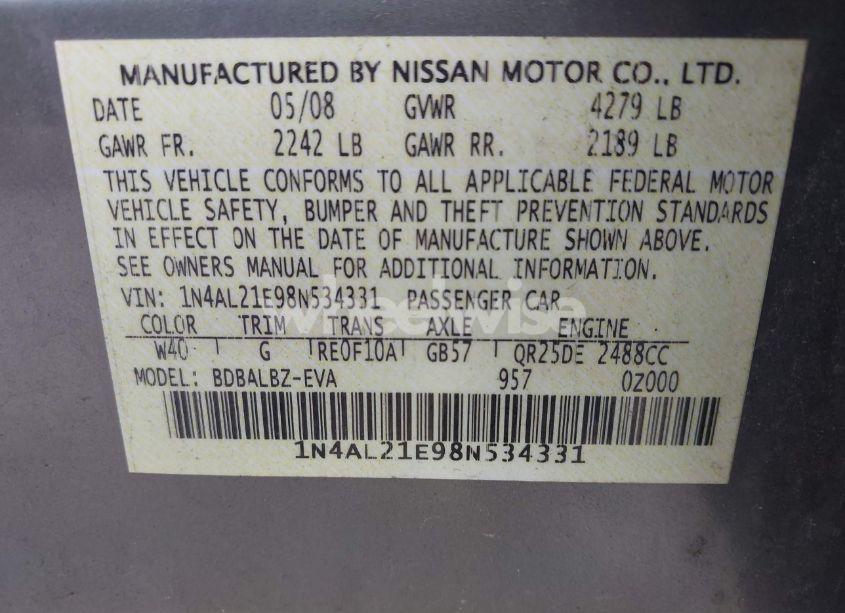 MANUFACTURED BY NISSAN MOTOR CO., LTD.
DATE 05/08 GVWR 4279 LB
GAWR FR. 2242 LB GAWR RR. 2189 LB
THIS VEHICLE CONFORMS TO ALL APPLICABLE FEDERAL MOTOR
VEHICLE SAFETY, BUMPER AND THEFT PREVENTION STANDARDS
IN EFFECT ON THE DATE OF MANUFACTURE SHOWN ABOVE.
SEE OWNERS MANUAL FOR ADDITIONAL INFORMATION.
VIN: 1N4AL21E98N534331 PASSENGER CAR
wheelwise
COLOR TRIM TRANS AXLE ENGINE
W40 G RE0F10A GB57 QR25DE 2488CC
MODEL: BDBALBZ-EVA 957 0Z000
1N4AL21E98N534331